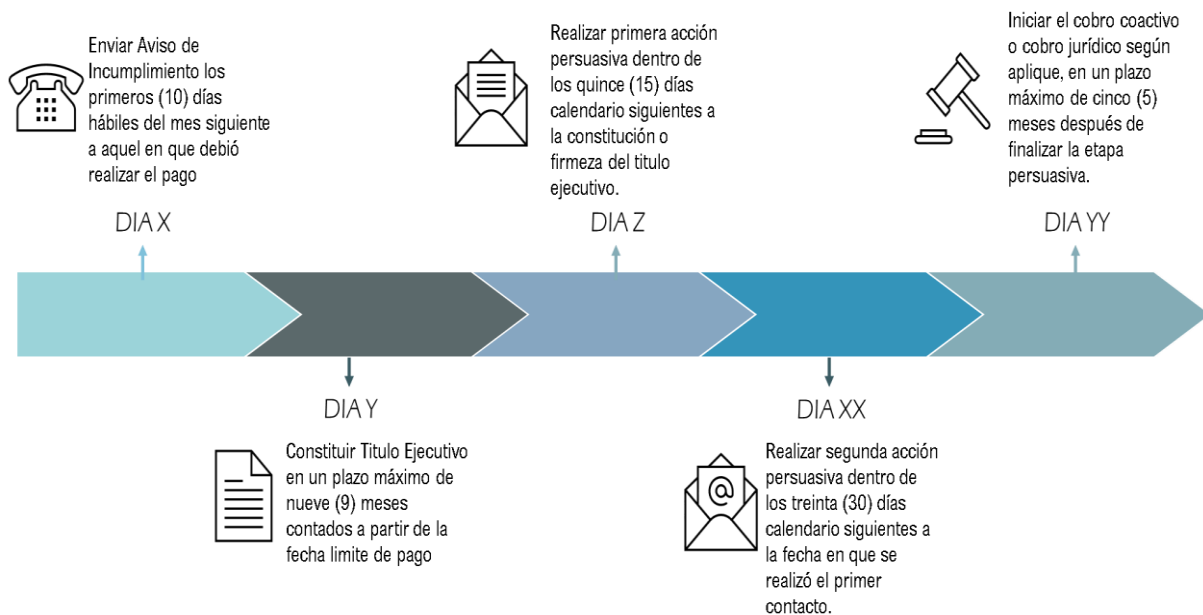 Enviar Aviso de
Incumplimiento los
primeros (10) días
hábiles del mes siguiente
a aquel en que debió
realizar el pago
DIA X
Realizar primera acción
persuasiva dentro de
los quince (15) días
calendario siguientes a
la constitución o
firmeza del titulo
ejecutivo.
DIA Z
Iniciar el cobro coactivo
o cobro jurídico según
aplique, en un plazo
máximo de cinco (5)
meses después de
finalizar la etapa
persuasiva.
DIA YY
DIA Y
Constituir Titulo Ejecutivo
en un plazo máximo de
nueve (9) meses
contados a partir de la
fecha limite de pago
DIA XX
@
Realizar segunda acción
persuasiva dentro de
los treinta (30) días
calendario siguientes a
la fecha en que se
realizó el primer
contacto.